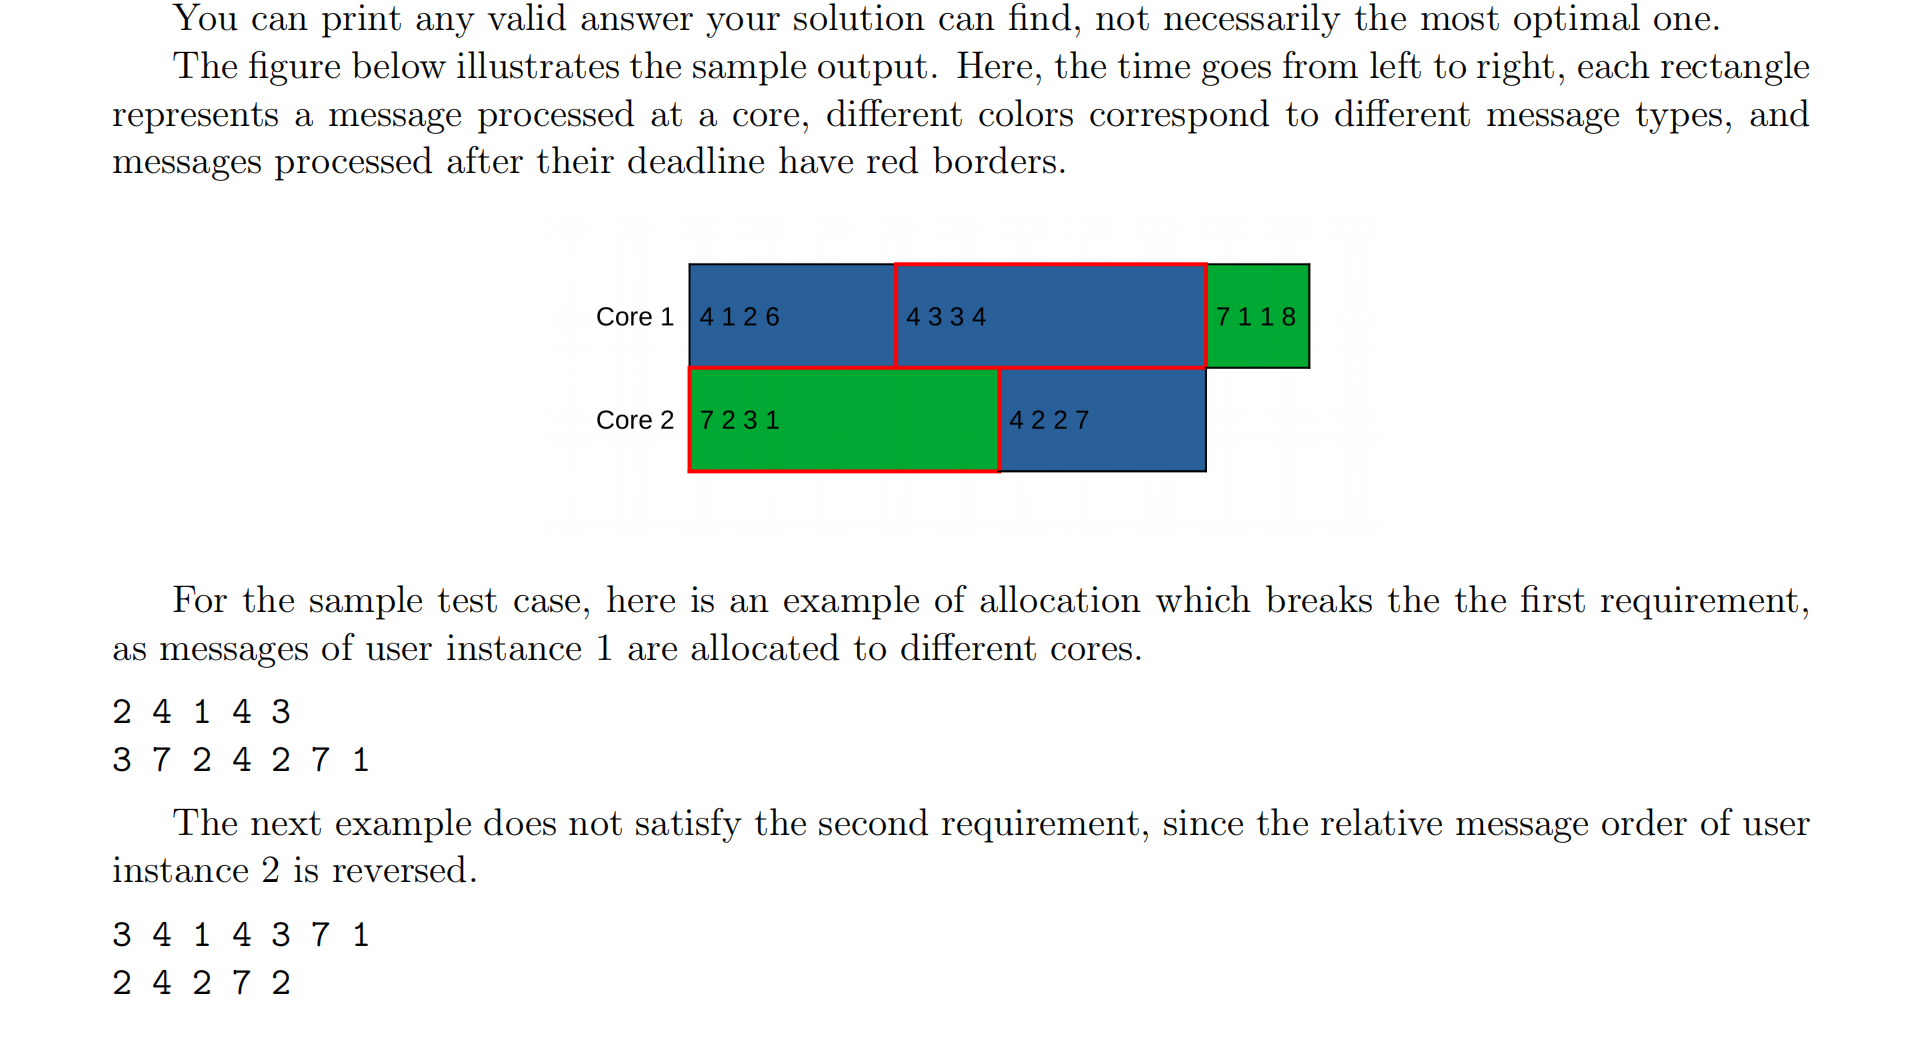 You can print any valid answer your solution can find, not necessarily the most optimal one.
The figure below illustrates the sample output. Here, the time goes from left to right, each rectangle
represents a message processed at a core, different colors correspond to different message types, and
messages processed after their deadline have red borders.
Core 1 4 1 2 6 4 3 3 4 7 1 1 8
Core 2 7 2 3 1 4 2 2 7
For the sample test case, here is an example of allocation which breaks the the first requirement,
as messages of user instance 1 are allocated to different cores.
2 4 1 4 3
3 7 2 4 2 7 1
The next example does not satisfy the second requirement, since the relative message order of user
instance 2 is reversed.
3 4 1 4 3 7 1
2 4 2 7 2